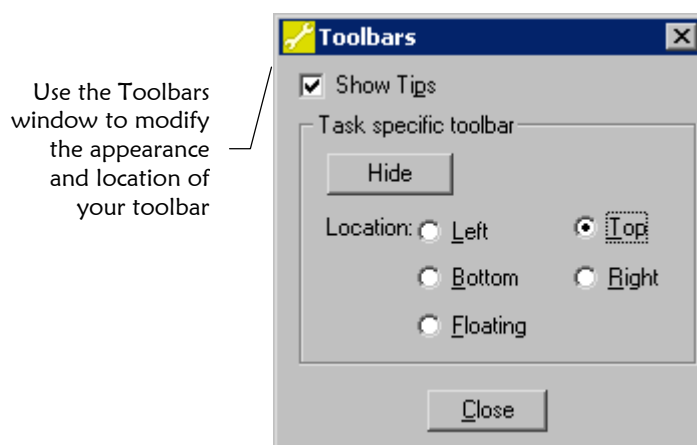 Use the Toolbars
window to modify
the appearance
and location of
your toolbar
Toolbars
Show Tips
Task specific toolbar
Hide
Location: Left Top
Bottom Right
Floating
Close